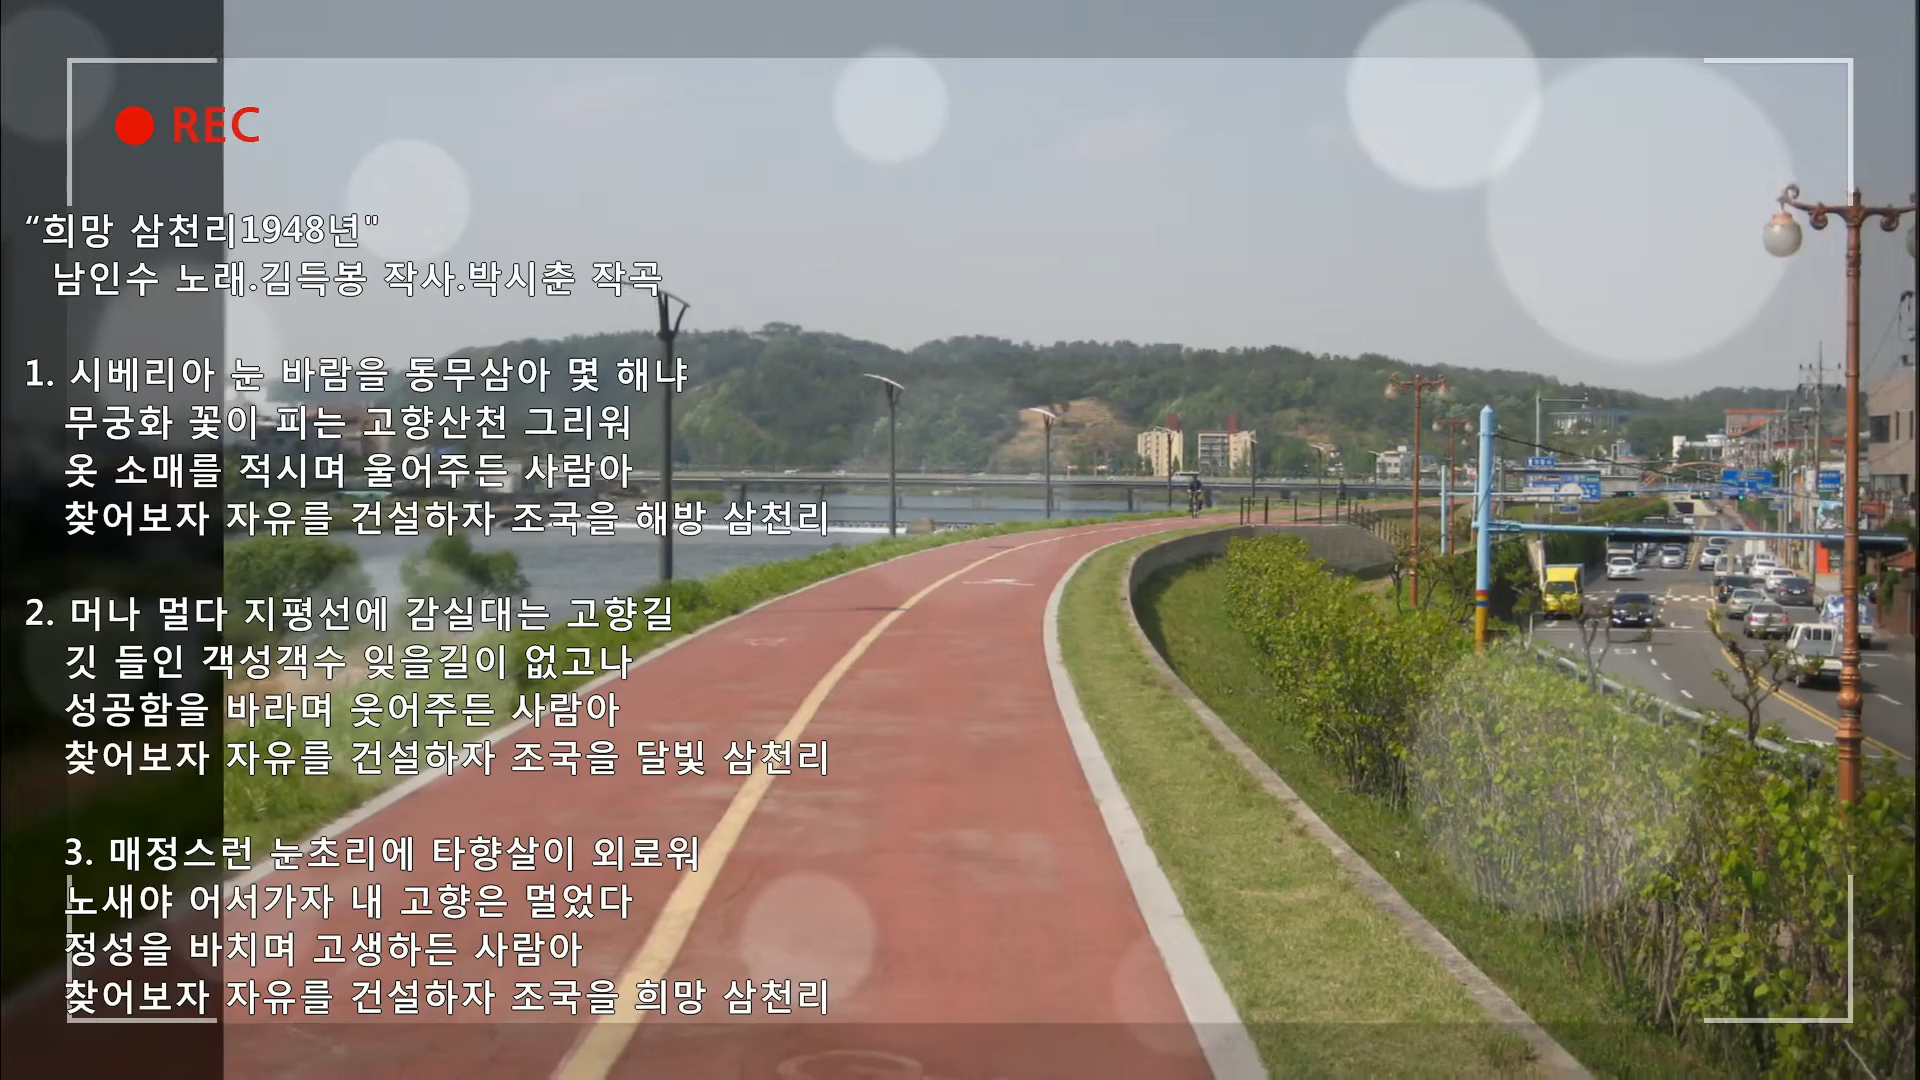 REC
“희망 삼천리1948년"
남인수 노래.김득봉 작사.박시춘 작곡
1. 시베리아 눈 바람을 동무삼아 몇 해냐
무궁화 꽃이 피는 고향산천 그리워
옷 소매를 적시며 울어주든 사람아
찾어보자 자유를 건설하자 조국을 해방 삼천리
2. 머나 멀다 지평선에 감실대는 고향길
깃 들인 객성객수 잊을길이 없고나
성공함을 바라며 웃어주든 사람아
찾어보자 자유를 건설하자 조국을 달빛 삼천리
3. 매정스런 눈초리에 타향살이 외로워
노새야 어서가자 내 고향은 멀었다
정성을 바치며 고생하든 사람아
찾어보자 자유를 건설하자 조국을 희망 삼천리